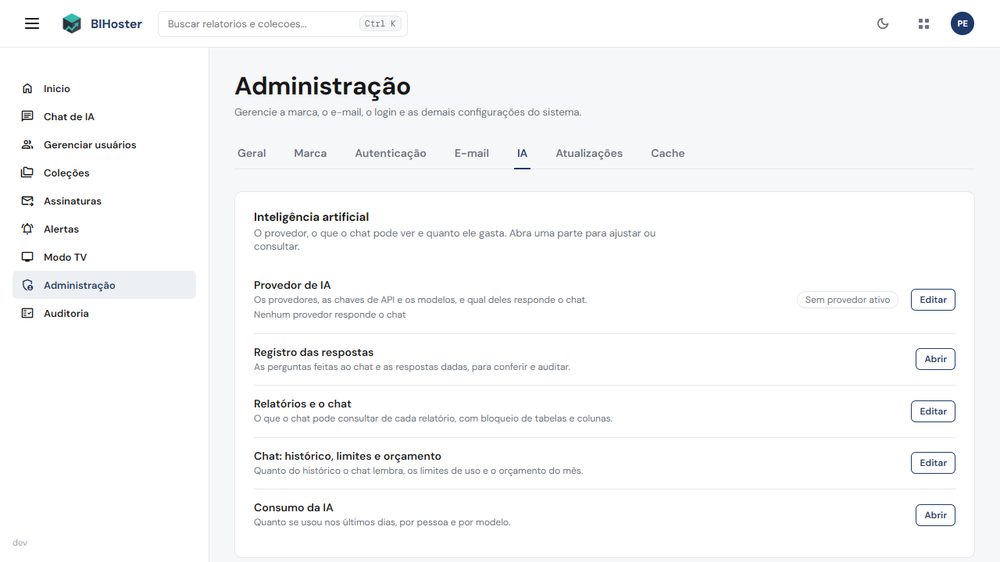 BIHoster
Buscar relatorios e colecoes...
Ctrl K
PE
Inicio
Chat de IA
Gerenciar usuários
Coleções
Assinaturas
Alertas
Modo TV
Administração
Auditoria
dev
Administração
Gerencie a marca, o e-mail, o login e as demais configurações do sistema.
Geral
Marca
Autenticação
E-mail
IA
Atualizações
Cache
Inteligência artificial
O provedor, o que o chat pode ver e quanto ele gasta. Abra uma parte para ajustar ou
consultar.
Provedor de IA
Os provedores, as chaves de API e os modelos, e qual deles responde o chat.
Nenhum provedor responde o chat
Sem provedor ativo
Editar
Registro das respostas
As perguntas feitas ao chat e as respostas dadas, para conferir e auditar.
Abrir
Relatórios e o chat
O que o chat pode consultar de cada relatório, com bloqueio de tabelas e colunas.
Editar
Chat: histórico, limites e orçamento
Quanto do histórico o chat lembra, os limites de uso e o orçamento do mês.
Editar
Consumo da IA
Quanto se usou nos últimos dias, por pessoa e por modelo.
Abrir